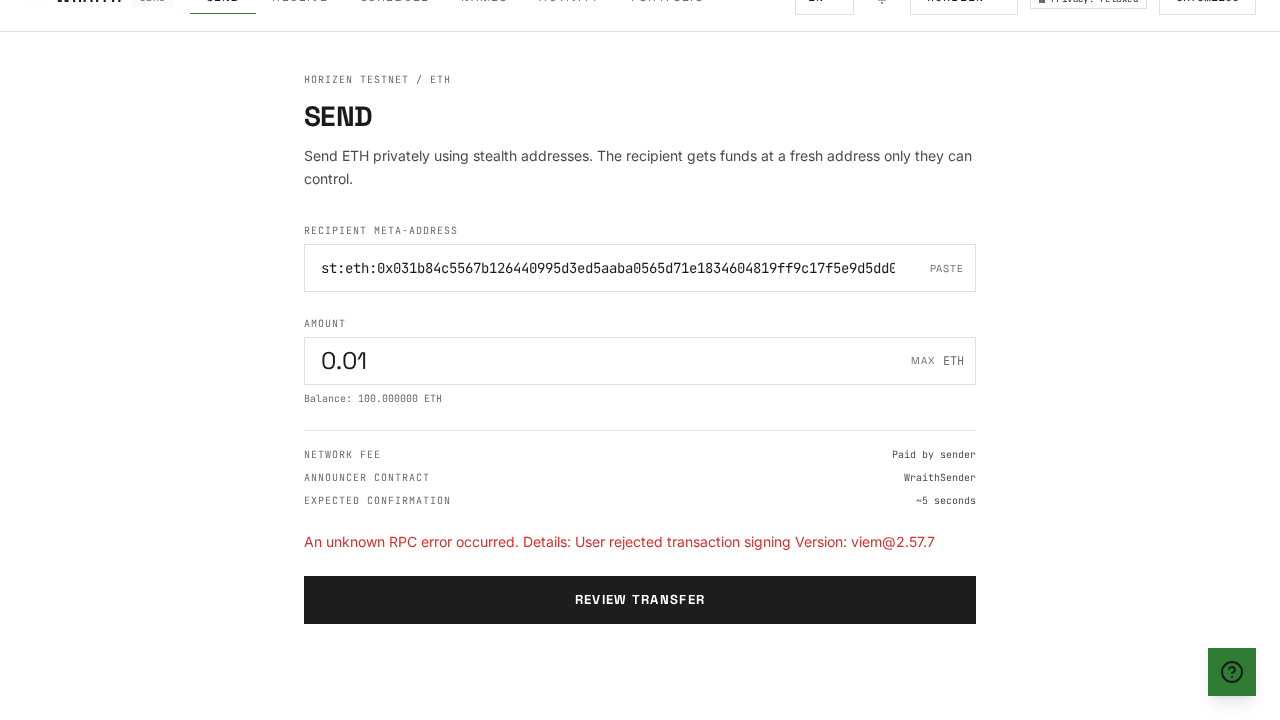 HORIZEN TESTNET / ETH
SEND
Send ETH privately using stealth addresses. The recipient gets funds at a fresh address only they can
control.
RECIPIENT META-ADDRESS
st:eth:0x031b84c5567b126440995d3ed5aaba0565d71e1834604819ff9c17f5e9d5dd0
PASTE
AMOUNT
0.01
MAX ETH
Balance: 100.000000 ETH
NETWORK FEE
Paid by sender
ANNOUNCER CONTRACT
WraithSender
EXPECTED CONFIRMATION
~5 seconds
An unknown RPC error occurred. Details: User rejected transaction signing Version: viem@2.57.7
REVIEW TRANSFER